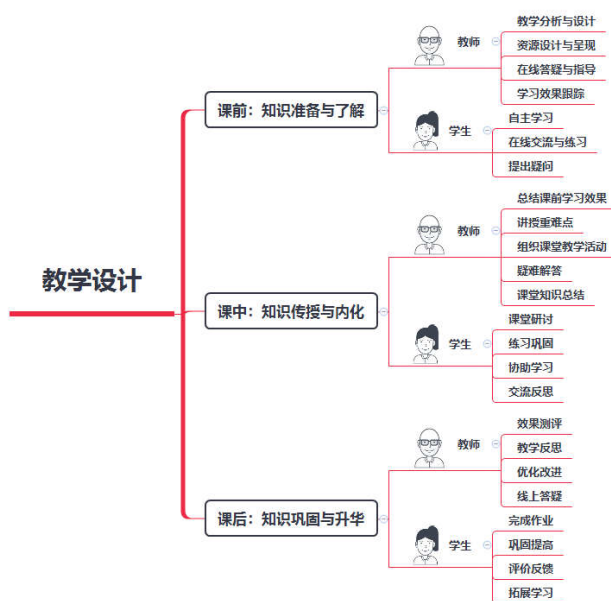 教学设计
课前：知识准备与了解
教师
教学分析与设计
资源设计与呈现
在线答疑与指导
学习效果跟踪
学生
自主学习
在线交流与练习
提出疑问
课中：知识传授与内化
教师
总结课前学习效果
讲授重难点
组织课堂教学活动
疑难解答
课堂知识总结
学生
课堂研讨
练习巩固
协助学习
交流反思
课后：知识巩固与升华
教师
效果测评
教学反思
优化改进
线上答疑
学生
完成作业
巩固提高
评价反馈
拓展学习